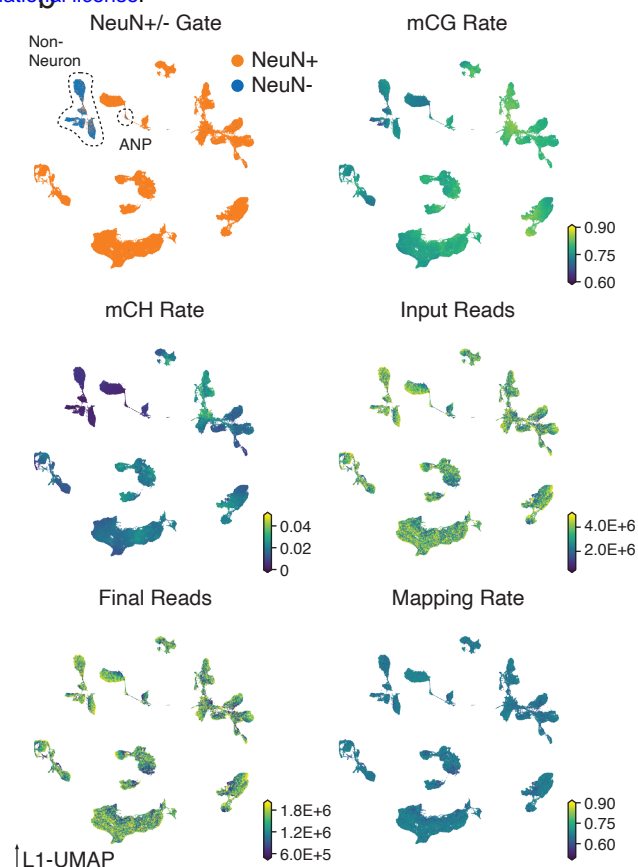 national license.
b
NeuN+/- Gate
Non-
Neuron
NeuN+
NeuN-
ANP
mCG Rate
0.90
0.75
0.60
mCH Rate
0.04
0.02
0
Input Reads
4.0E+6
2.0E+6
Final Reads
1.8E+6
1.2E+6
6.0E+5
Mapping Rate
0.90
0.75
0.60
L1-UMAP